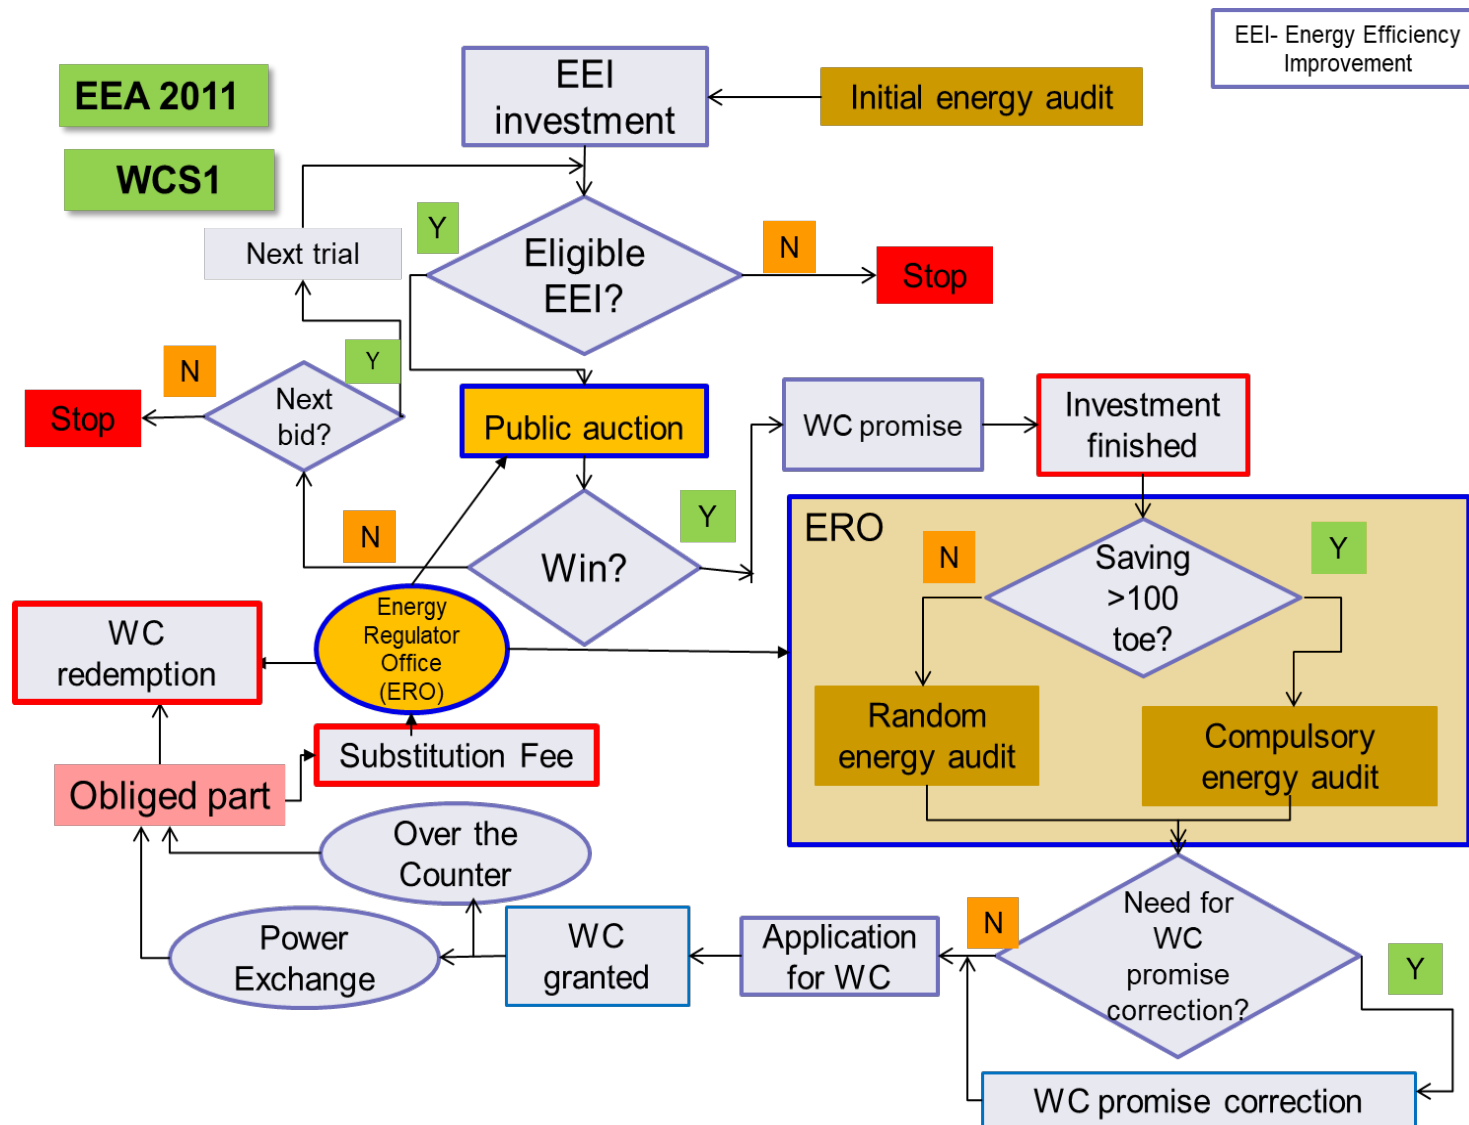 EEI- Energy Efficiency
Improvement
EEA 2011
EEI
investment
Initial energy audit
WCS1
Y
N
Next trial
Eligible
EEI?
Stop
N
Y
Stop
Next
bid?
Public auction
WC promise
Investment
finished
N
Y
Win?
ERO
N
Y
Saving
>100
toe?
WC
redemption
Energy
Regulator
Office
(ERO)
Random
energy audit
Compulsory
energy audit
Substitution Fee
Obliged part
Over the
Counter
Power
Exchange
WC
granted
Application
for WC
N
Need for
WC
promise
correction?
Y
WC promise correction